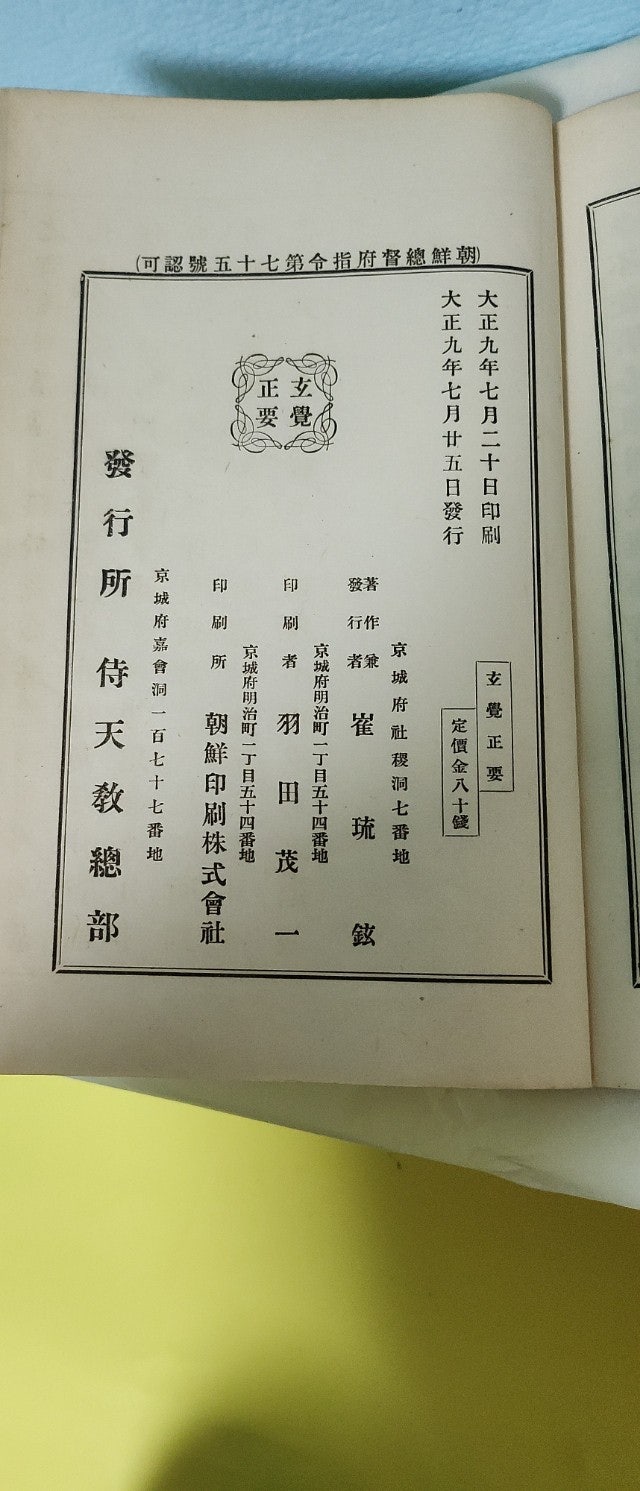 (朝鮮總督府指令第七十五號認可)
大正九年七月二十日印刷
大正九年七月廿五日發行
玄覺正要
定價金八十錢
玄覺
正要
京城府社稷洞七番地
著作兼
發行者
崔琉鉉
京城府明治町一丁目五十四番地
印刷者 羽田茂一
京城府明治町一丁目五十四番地
印刷所 朝鮮印刷株式會社
京城府嘉會洞一百七十七番地
發行所 侍天敎總部